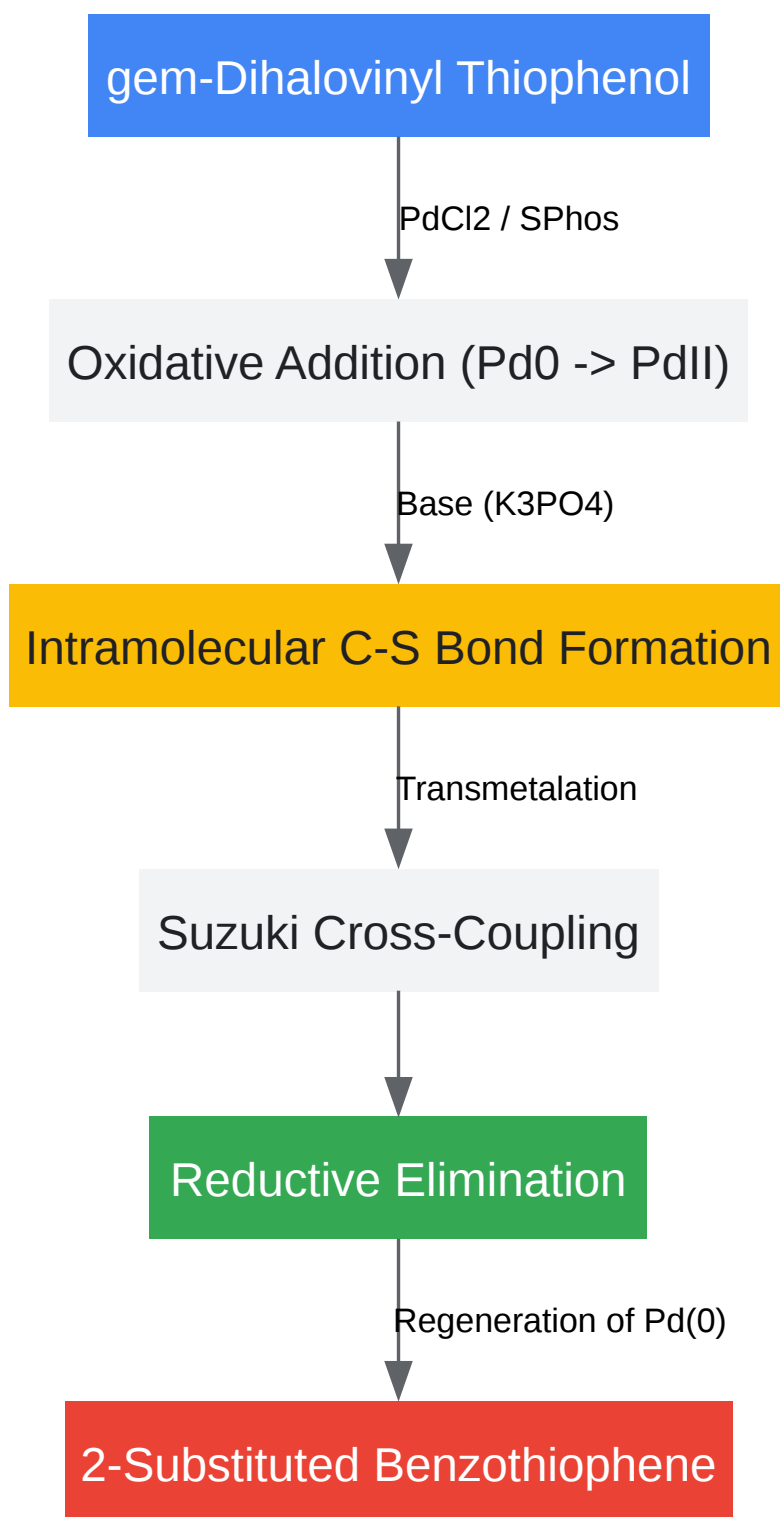 gem-Dihalovinyl Thiophenol
PdCl2 / SPhos
Oxidative Addition (Pd0 -> PdII)
Base (K3PO4)
Intramolecular C-S Bond Formation
Transmetalation
Suzuki Cross-Coupling
Reductive Elimination
Regeneration of Pd(0)
2-Substituted Benzothiophene